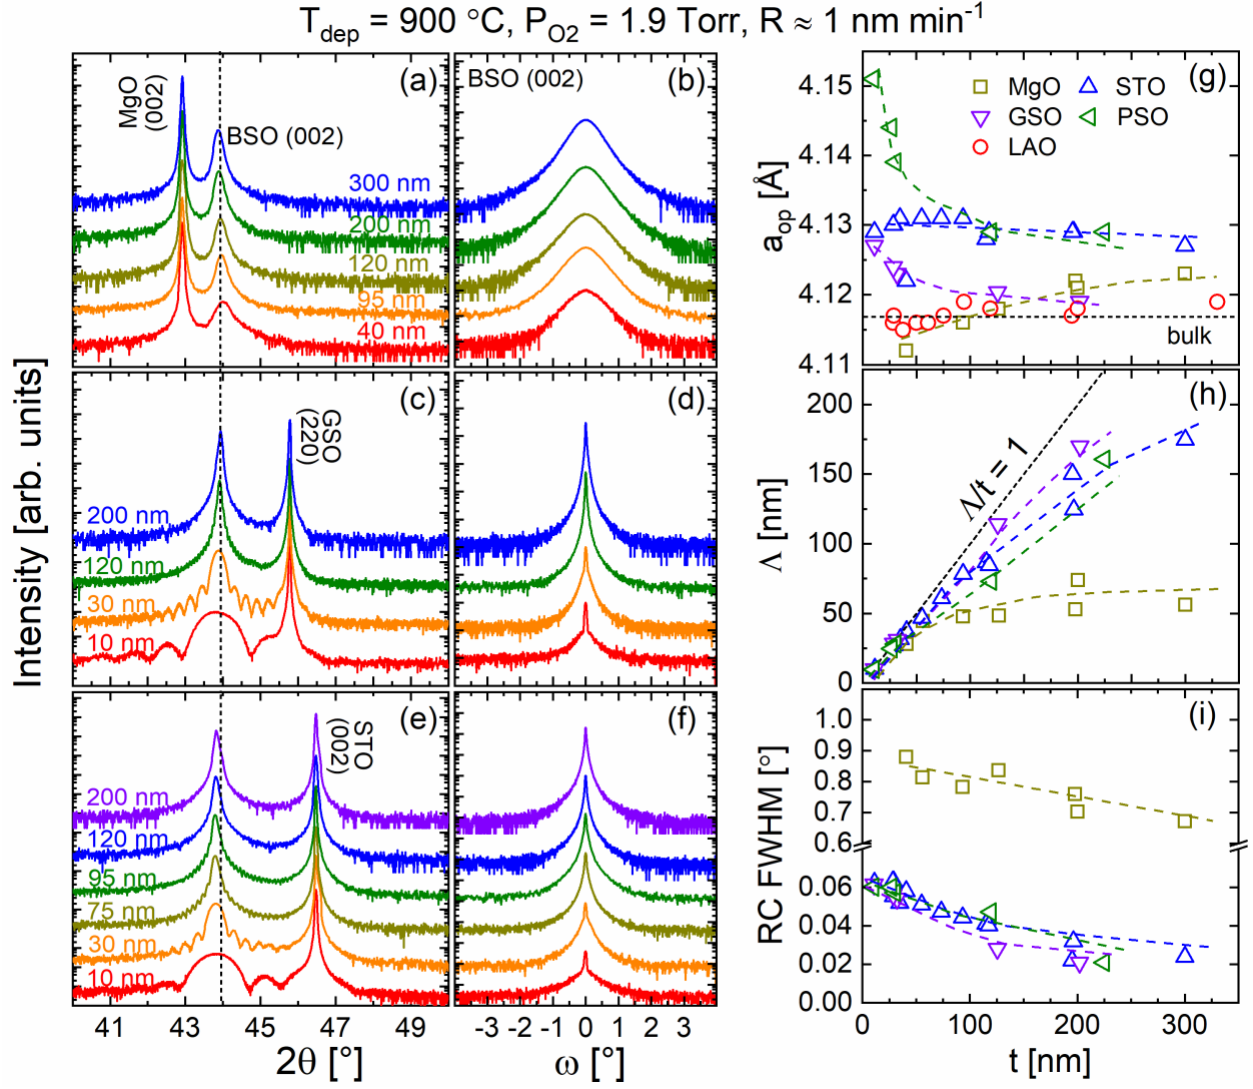 T_dep = 900 °C, P_O2 = 1.9 Torr, R ≈ 1 nm min⁻¹
Intensity [arb. units]
(a)
MgO
(002)
BSO (002)
300 nm
200 nm
120 nm
95 nm
40 nm
(b)
BSO (002)
(c)
GSO
(220)
200 nm
120 nm
30 nm
10 nm
(d)
(e)
STO
(002)
200 nm
120 nm
95 nm
75 nm
30 nm
10 nm
41 43 45 47 49
2θ [°]
(f)
-3 -2 -1 0 1 2 3
ω [°]
(g)
a_op [Å]
4.15
4.14
4.13
4.12
4.11
MgO STO
GSO PSO
LAO
bulk
(h)
Λ [nm]
200
150
100
50
0
Λ/t = 1
(i)
RC FWHM [°]
1.0
0.9
0.8
0.7
0.6
0.06
0.04
0.02
0.00
0 100 200 300
t [nm]